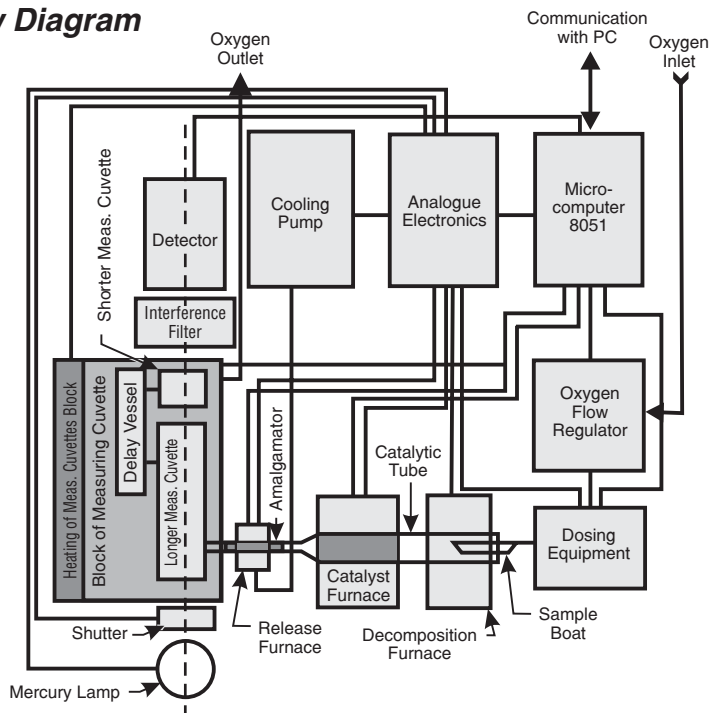 Diagram
Communication
with PC
Oxygen
Outlet
Oxygen
Inlet
Shorter Meas. Cuvette
Detector
Cooling
Pump
Analogue
Electronics
Micro-
computer
8051
Interference
Filter
Heating of Meas. Cuvettes Block
Block of Measuring Cuvette
Delay Vessel
Longer Meas. Cuvette
Amalgamator
Catalytic
Tube
Oxygen
Flow
Regulator
Catalyst
Furnace
Dosing
Equipment
Shutter
Release
Furnace
Decomposition
Furnace
Sample
Boat
Mercury Lamp